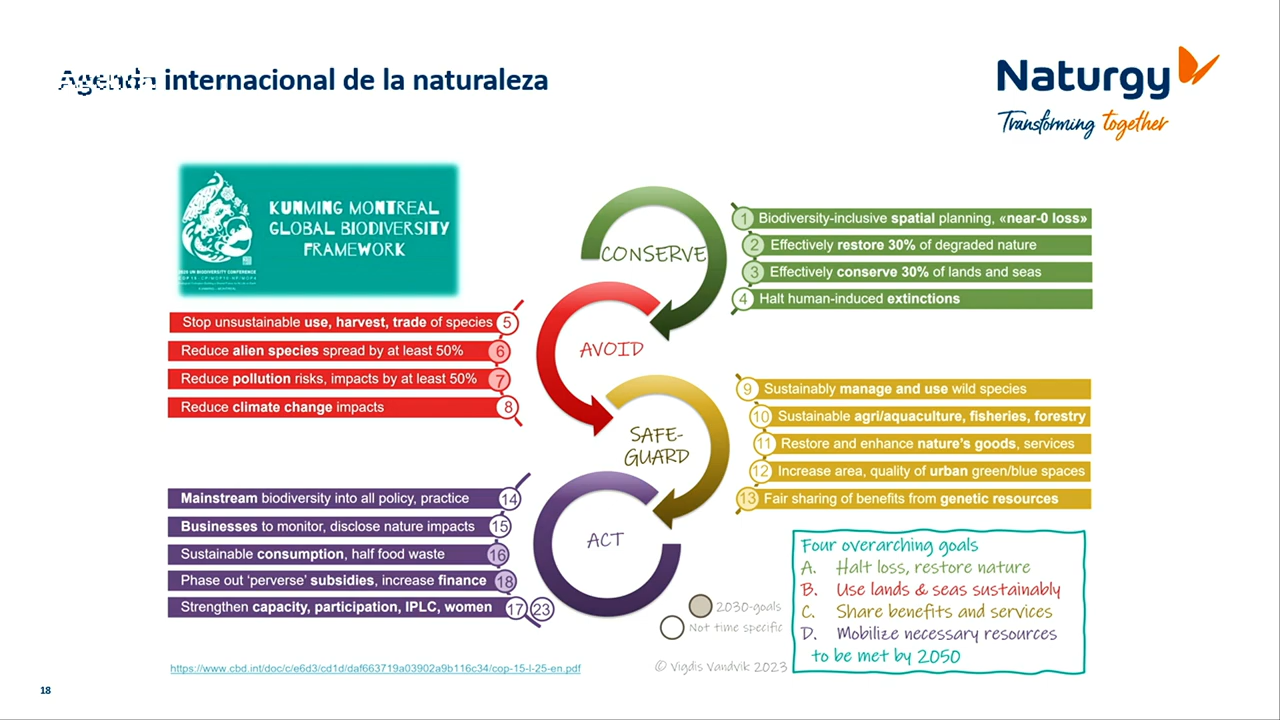 Agenda internacional de la naturaleza
Naturgy
Transforming together
KUNMING MONTREAL
GLOBAL BIODIVERSITY
FRAMEWORK
2020 UN BIODIVERSITY CONFERENCE
CONSERVE
1 Biodiversity-inclusive spatial planning, «near-0 loss»
2 Effectively restore 30% of degraded nature
3 Effectively conserve 30% of lands and seas
4 Halt human-induced extinctions
AVOID
Stop unsustainable use, harvest, trade of species 5
Reduce alien species spread by at least 50% 6
Reduce pollution risks, impacts by at least 50% 7
Reduce climate change impacts 8
SAFE-
GUARD
9 Sustainably manage and use wild species
10 Sustainable agri/aquaculture, fisheries, forestry
11 Restore and enhance nature's goods, services
12 Increase area, quality of urban green/blue spaces
13 Fair sharing of benefits from genetic resources
ACT
Mainstream biodiversity into all policy, practice 14
Businesses to monitor, disclose nature impacts 15
Sustainable consumption, half food waste 16
Phase out 'perverse' subsidies, increase finance 18
Strengthen capacity, participation, IPLC, women 17 23
2030-goals
Not time specific
Four overarching goals
A. Halt loss, restore nature
B. Use lands & seas sustainably
C. Share benefits and services
D. Mobilize necessary resources
to be met by 2050
https://www.cbd.int/doc/c/e6d3/cd1d/daf663719a03902a9b116c34/cop-15-l-25-en.pdf
© Vigdis Vandvik 2023
18